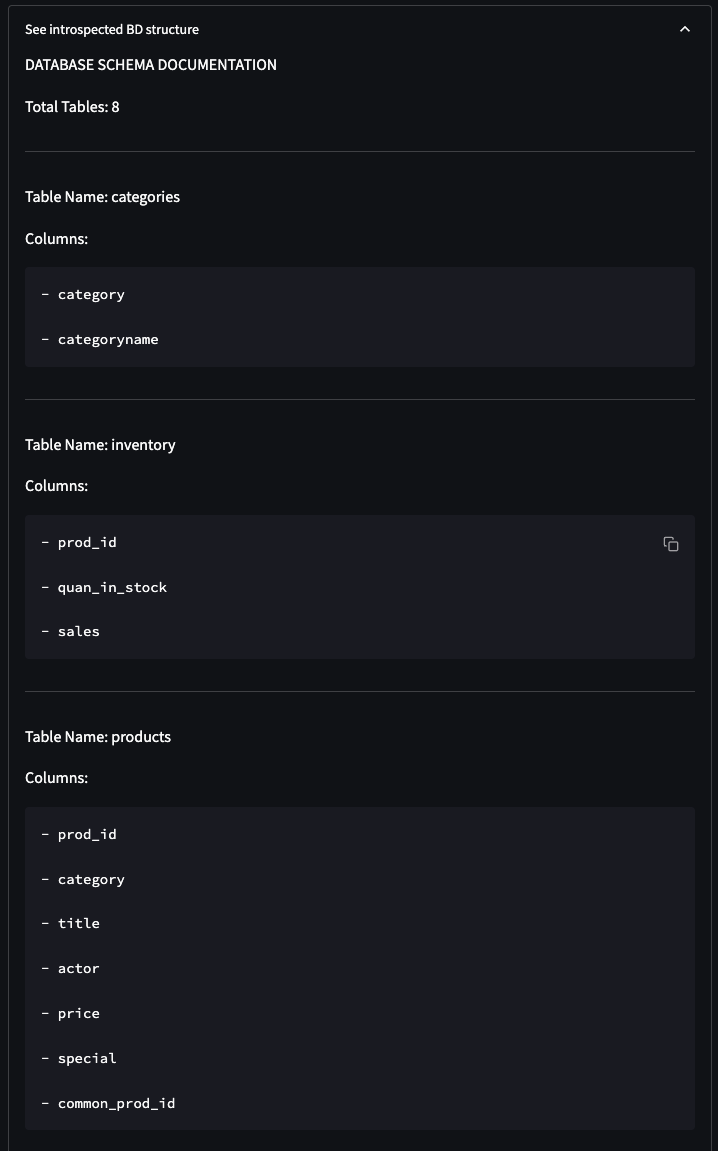 See introspected BD structure
DATABASE SCHEMA DOCUMENTATION
Total Tables: 8
Table Name: categories
Columns:
- category
- categoryname
Table Name: inventory
Columns:
- prod_id
- quan_in_stock
- sales
Table Name: products
Columns:
- prod_id
- category
- title
- actor
- price
- special
- common_prod_id